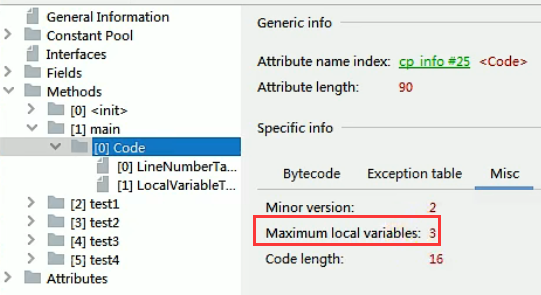 General Information
Constant Pool
Interfaces
Fields
Methods
[0] <init>
[1] main
[0] Code
[0] LineNumberTa...
[1] LocalVariableT...
[2] test1
[3] test2
[4] test3
[5] test4
Attributes
Generic info
Attribute name index: cp_info #25 <Code>
Attribute length: 90
Specific info
Bytecode Exception table Misc
Minor version: 2
Maximum local variables: 3
Code length: 16